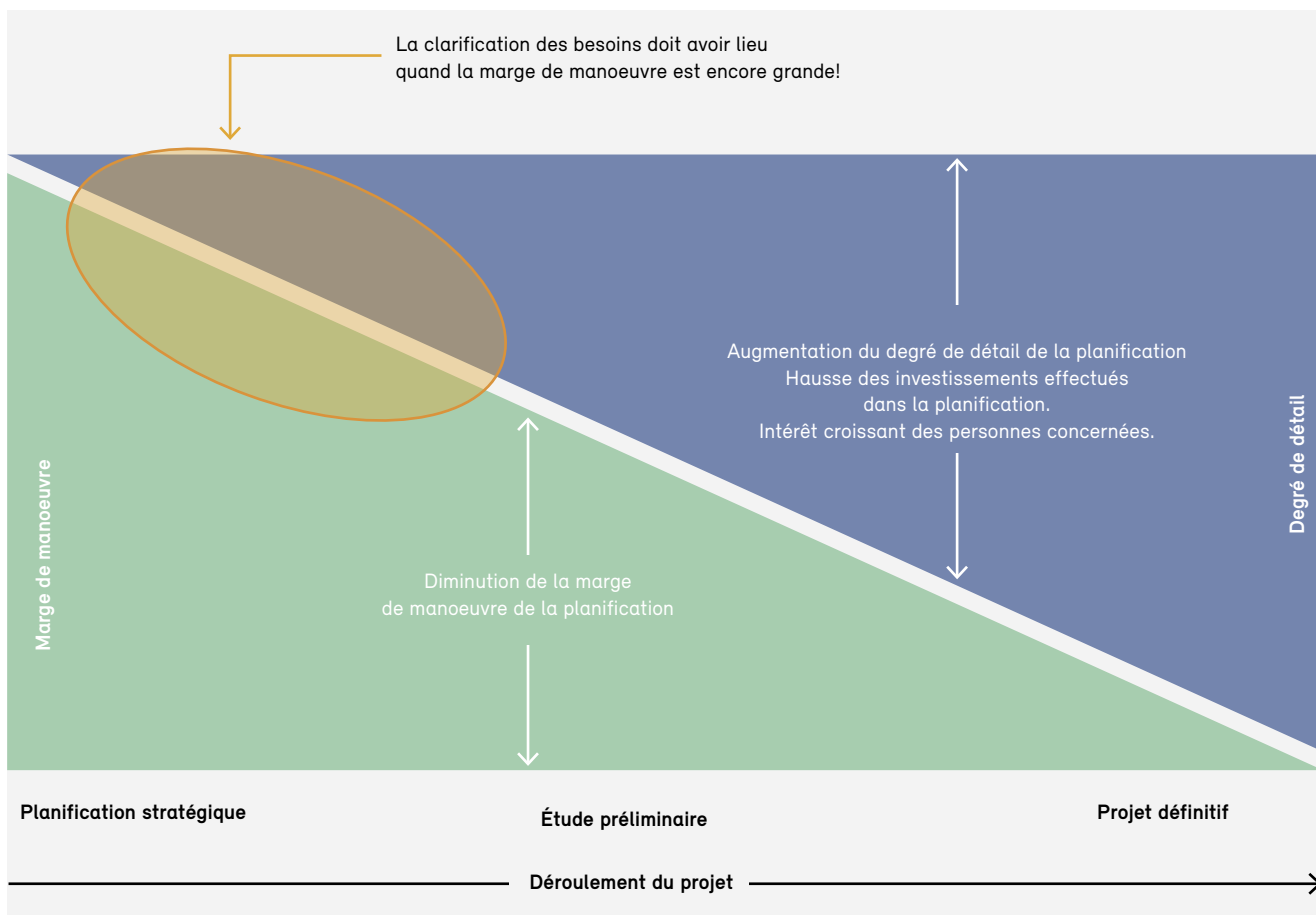 La clarification des besoins doit avoir lieu
quand la marge de manoeuvre est encore grande!
Augmentation du degré de détail de la planification
Hausse des investissements effectués
dans la planification.
Intérêt croissant des personnes concernées.
Degré de détail
Marge de manoeuvre
Diminution de la marge
de manoeuvre de la planification
Planification stratégique
Étude préliminaire
Projet définitif
Déroulement du projet